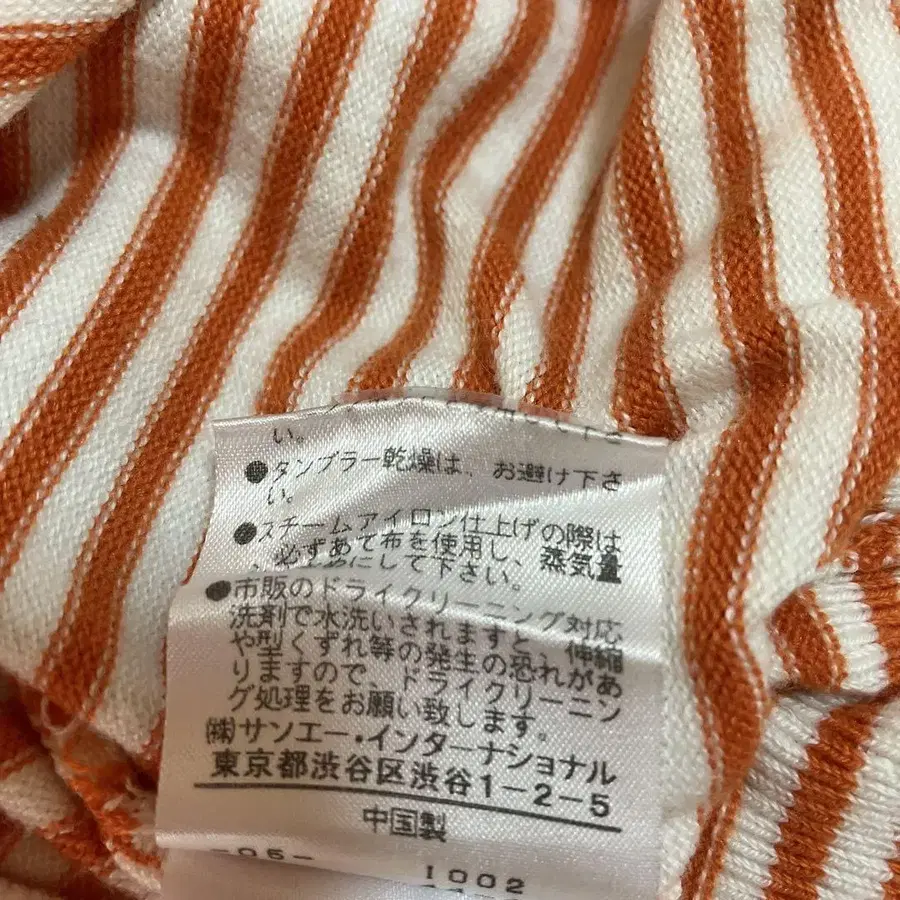 い。
●タンブラー乾燥は、お避け下さ
い。
●スチームアイロン仕上げの際は
、必ずあて布を使用し、蒸気量
にして下さい。
●市販のドライクリーニング対応
洗剤で水洗いされますと、伸縮
や型くずれ等の発生の恐れがあ
りますので、ドライクリーニン
グ処理をお願い致します。
㈱サンエー・インターナショナル
東京都渋谷区渋谷1-2-5
中国製
-05- 1002